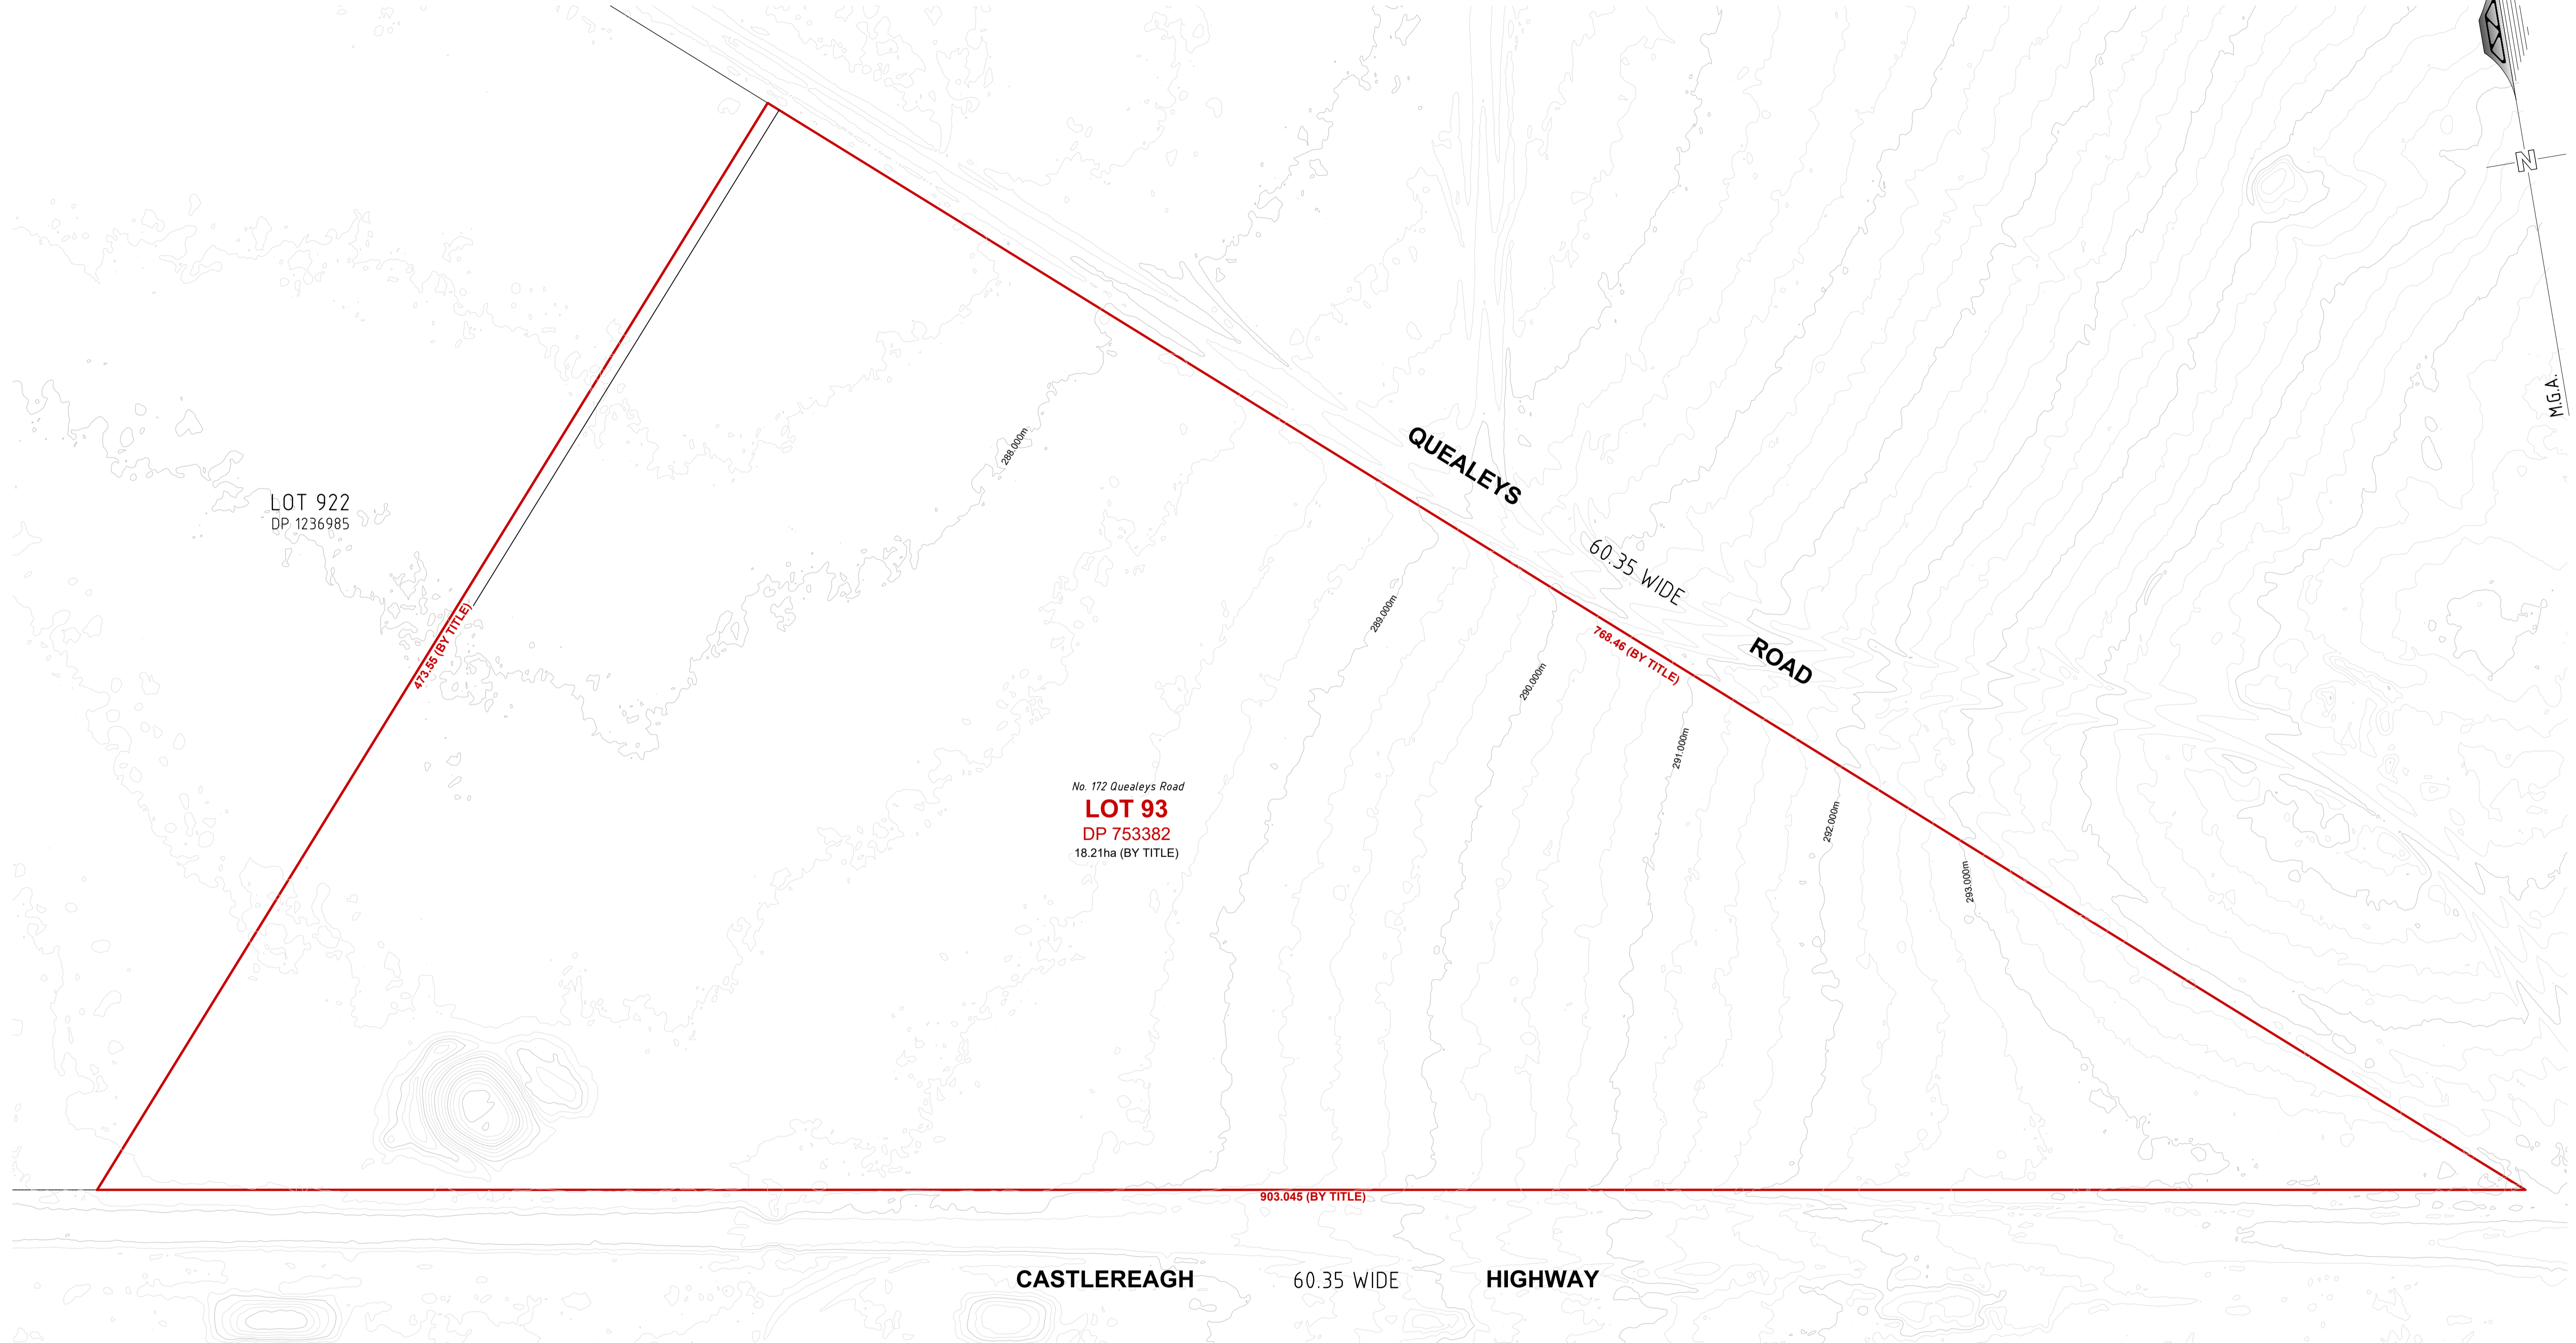 N
M.G.A.
QUEALEYS
60.35 WIDE
ROAD
288.000m
LOT 922
DP 1236985
289.000m
473.55 (BY TITLE)
768.46 (BY TITLE)
290.000m
291.000m
292.000m
293.000m
No. 172 Quealeys Road
LOT 93
DP 753382
18.21ha (BY TITLE)
903.045 (BY TITLE)
CASTLEREAGH 60.35 WIDE HIGHWAY